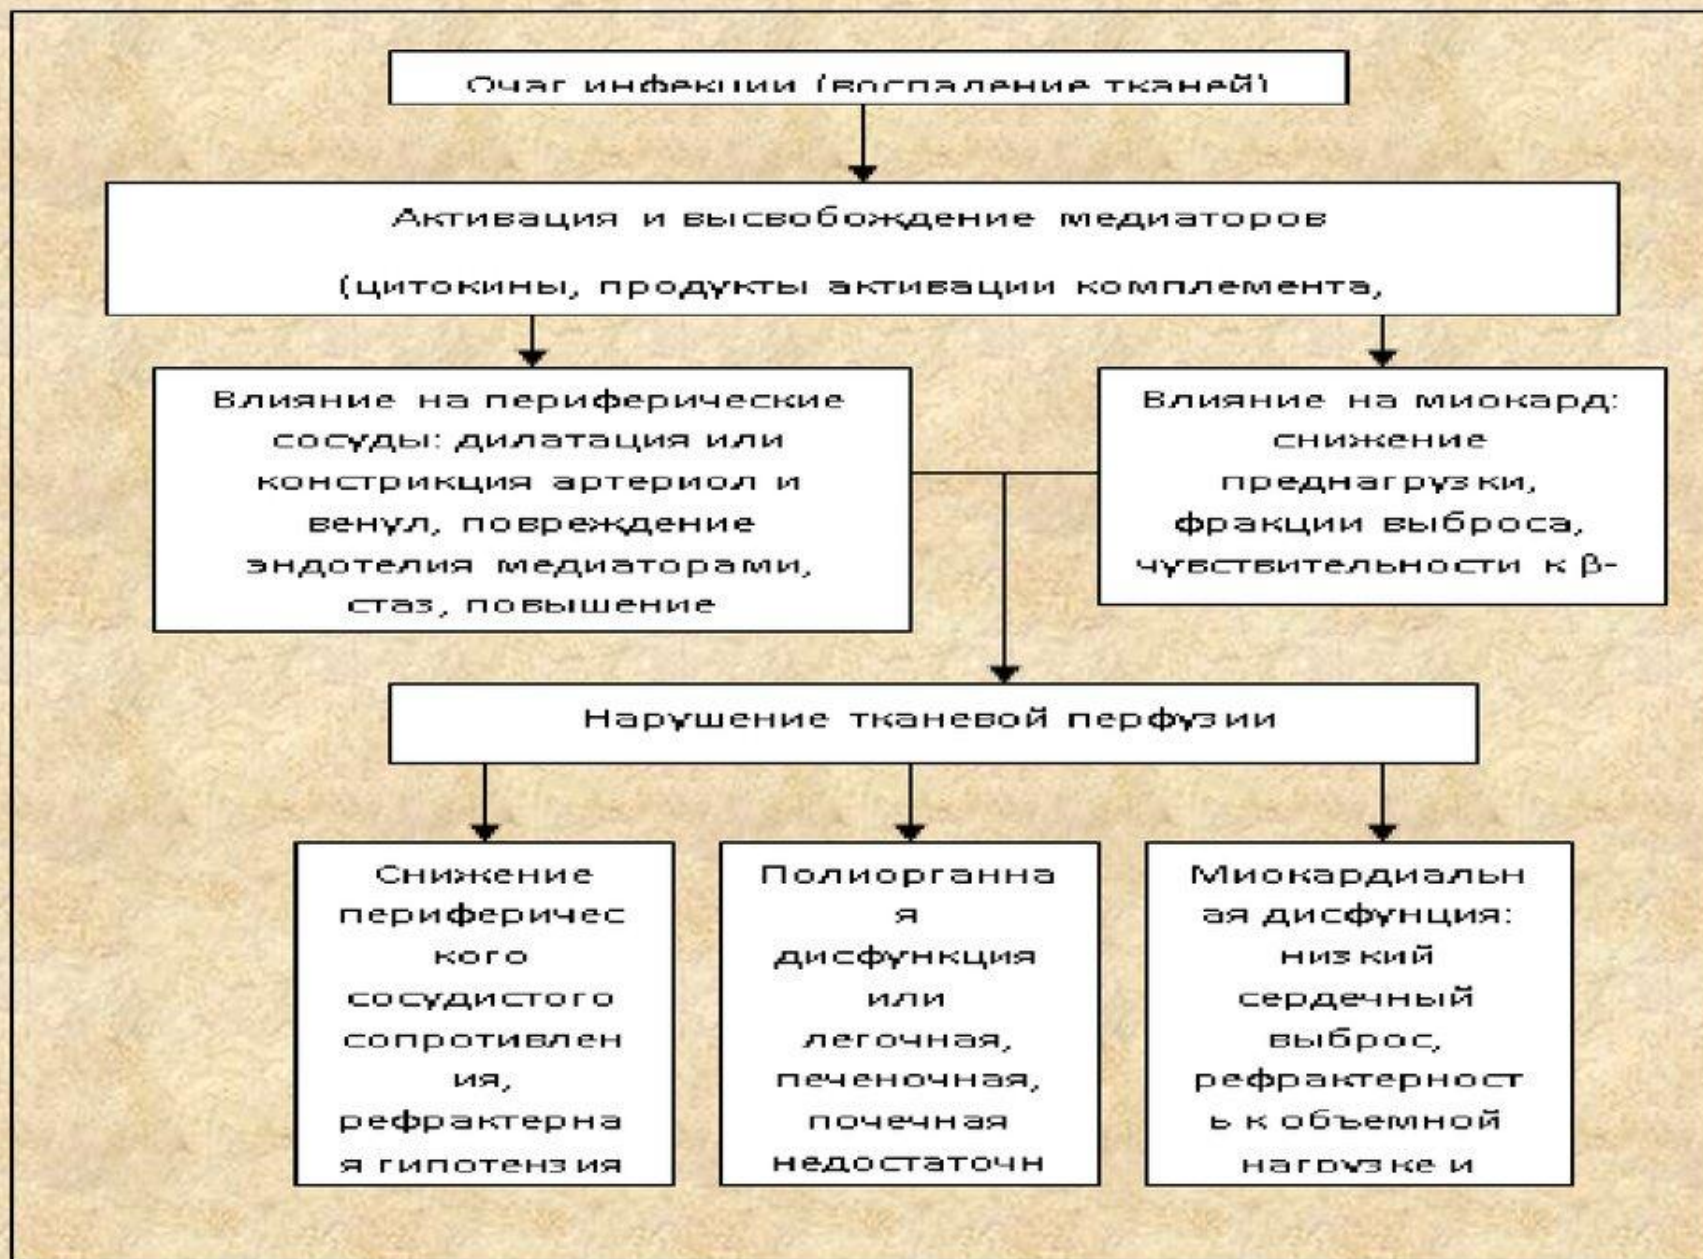 Очаг инфекции (воспаление тканей)
Активация и высвобождение медиаторов
(цитокины, продукты активации комплемента,
Влияние на периферические
сосуды: дилатация или
констрикция артериол и
венул, повреждение
эндотелия медиаторами,
стаз, повышение
Влияние на миокард:
снижение
преднагрузки,
фракции выброса,
чувствительности к β-
Нарушение тканевой перфузии
Снижение
периферичес
кого
сосудистого
сопротивлен
ия,
рефрактерна
я гипотензия
Полиорганна
я
дисфункция
или
легочная,
печеночная,
почечная
недостаточн
Миокардиальн
ая дисфунция:
низкий
сердечный
выброс,
рефрактерност
ь к объемной
нагрузке и